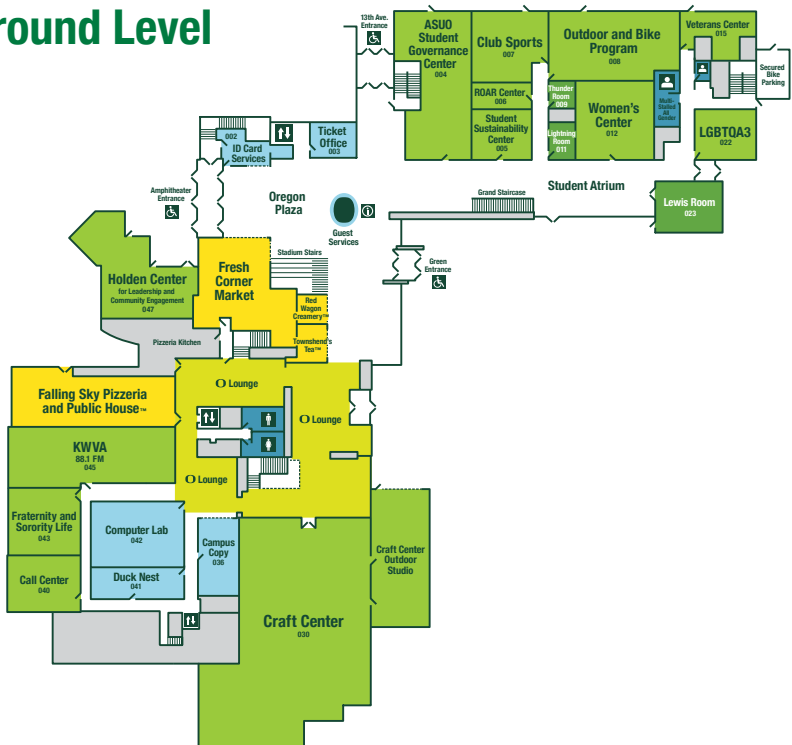 round Level
13th Ave.
Entrance
ASUO
Student
Governance
Center
004
Club Sports
007
Outdoor and Bike
Program
008
Veterans Center
015
Secured
Bike
Parking
ROAR Center
006
Thunder
Room
009
Women's
Center
012
Multi-
Stalled
All
Gender
Student
Sustainability
Center
005
Lightning
Room
011
LGBTQA3
022
002
ID Card
Services
Ticket
Office
003
Amphitheater
Entrance
Oregon
Plaza
Guest
Services
Grand Staircase
Student Atrium
Lewis Room
023
Stadium Stairs
Green
Entrance
Holden Center
for Leadership and
Community Engagement
047
Fresh
Corner
Market
Red
Wagon
Creamery™
Townshend's
Tea™
Pizzeria Kitchen
O Lounge
O Lounge
O Lounge
Falling Sky Pizzeria
and Public House™
KWVA
88.1 FM
045
Fraternity and
Sorority Life
043
Computer Lab
042
Campus
Copy
036
Call Center
040
Duck Nest
041
Craft Center
Outdoor
Studio
Craft Center
030